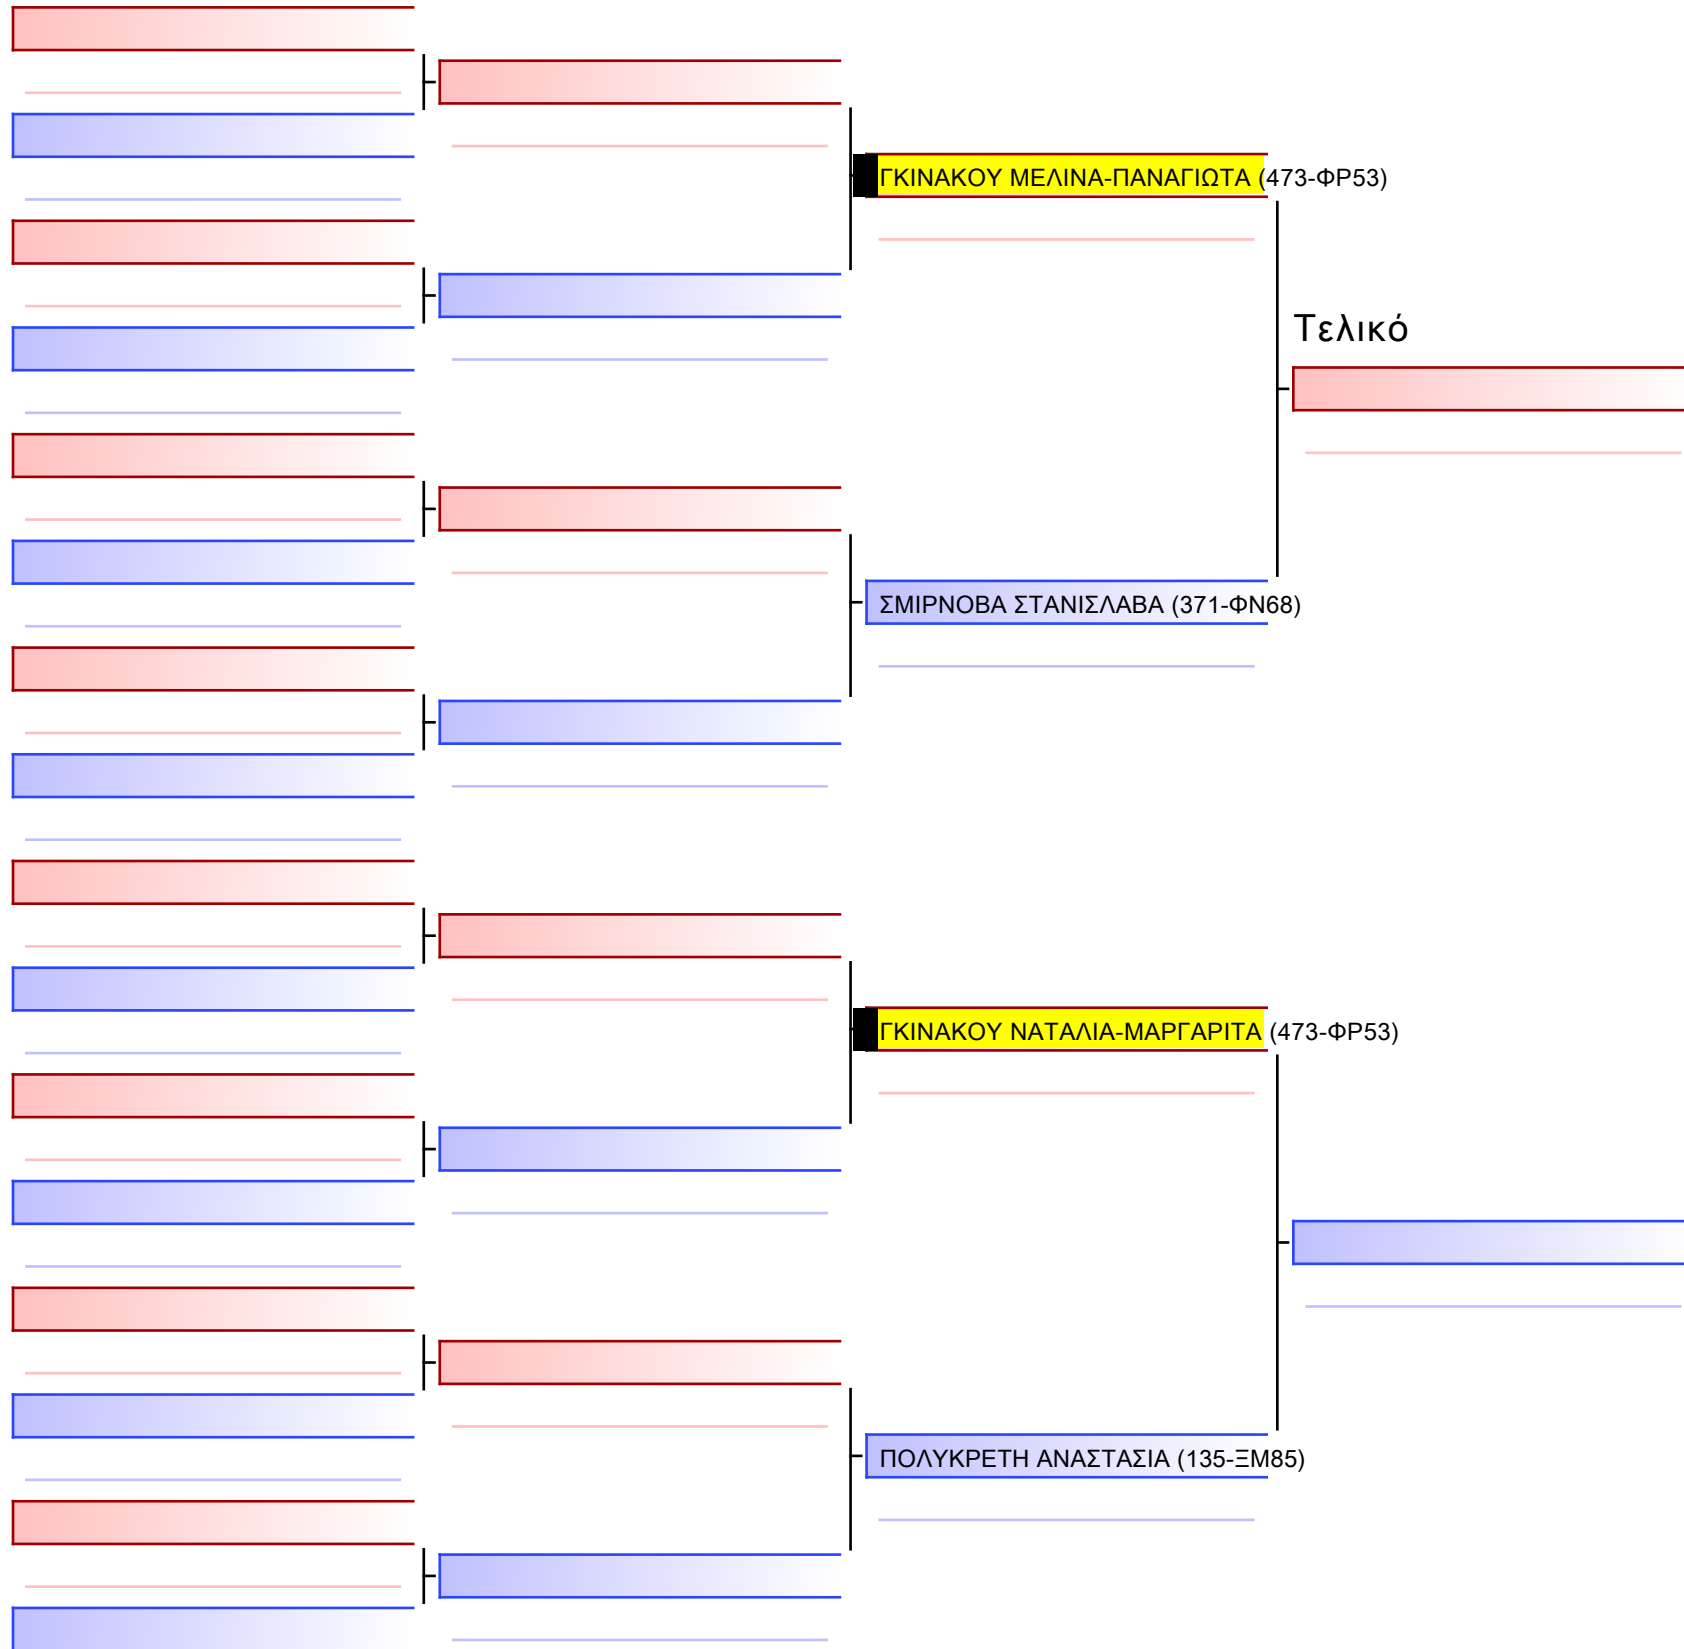 ΓΚΙΝΑΚΟΥ ΜΕΛΙΝΑ-ΠΑΝΑΓΙΩΤΑ (473-ΦΡ53)
Τελικό
ΣΜΙΡΝΟΒΑ ΣΤΑΝΙΣΛΑΒΑ (371-ΦΝ68)
ΓΚΙΝΑΚΟΥ ΝΑΤΑΛΙΑ-ΜΑΡΓΑΡΙΤΑ (473-ΦΡ53)
ΠΟΛΥΚΡΕΤΗ ΑΝΑΣΤΑΣΙΑ (135-ΞΜ85)